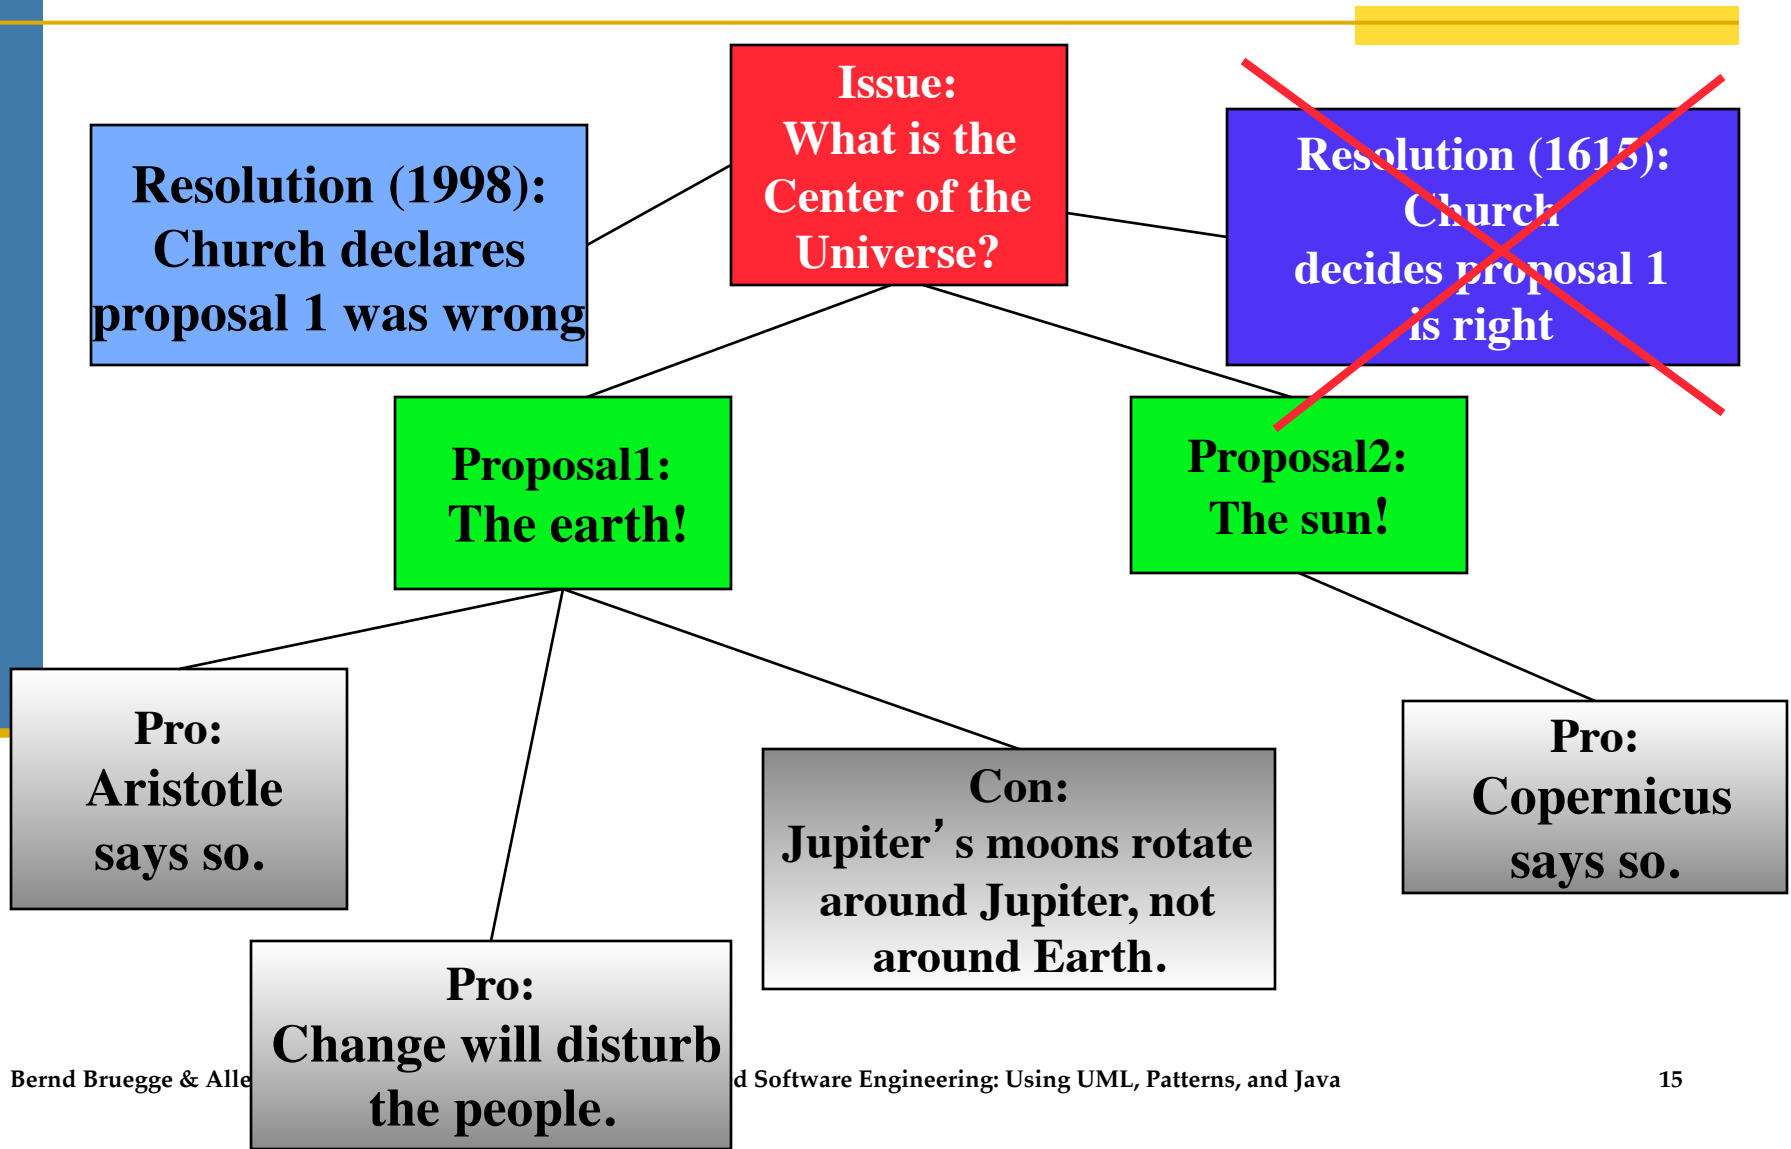 Issue:
What is the
Center of the
Universe?
Resolution (1998):
Church declares
proposal 1 was wrong
Resolution (1615):
Church
decides proposal 1
is right
Proposal1:
The earth!
Proposal2:
The sun!
Pro:
Aristotle
says so.
Pro:
Change will disturb
the people.
Con:
Jupiter’s moons rotate
around Jupiter, not
around Earth.
Pro:
Copernicus
says so.
Bernd Bruegge & Software Engineering: Using UML, Patterns, and Java 15